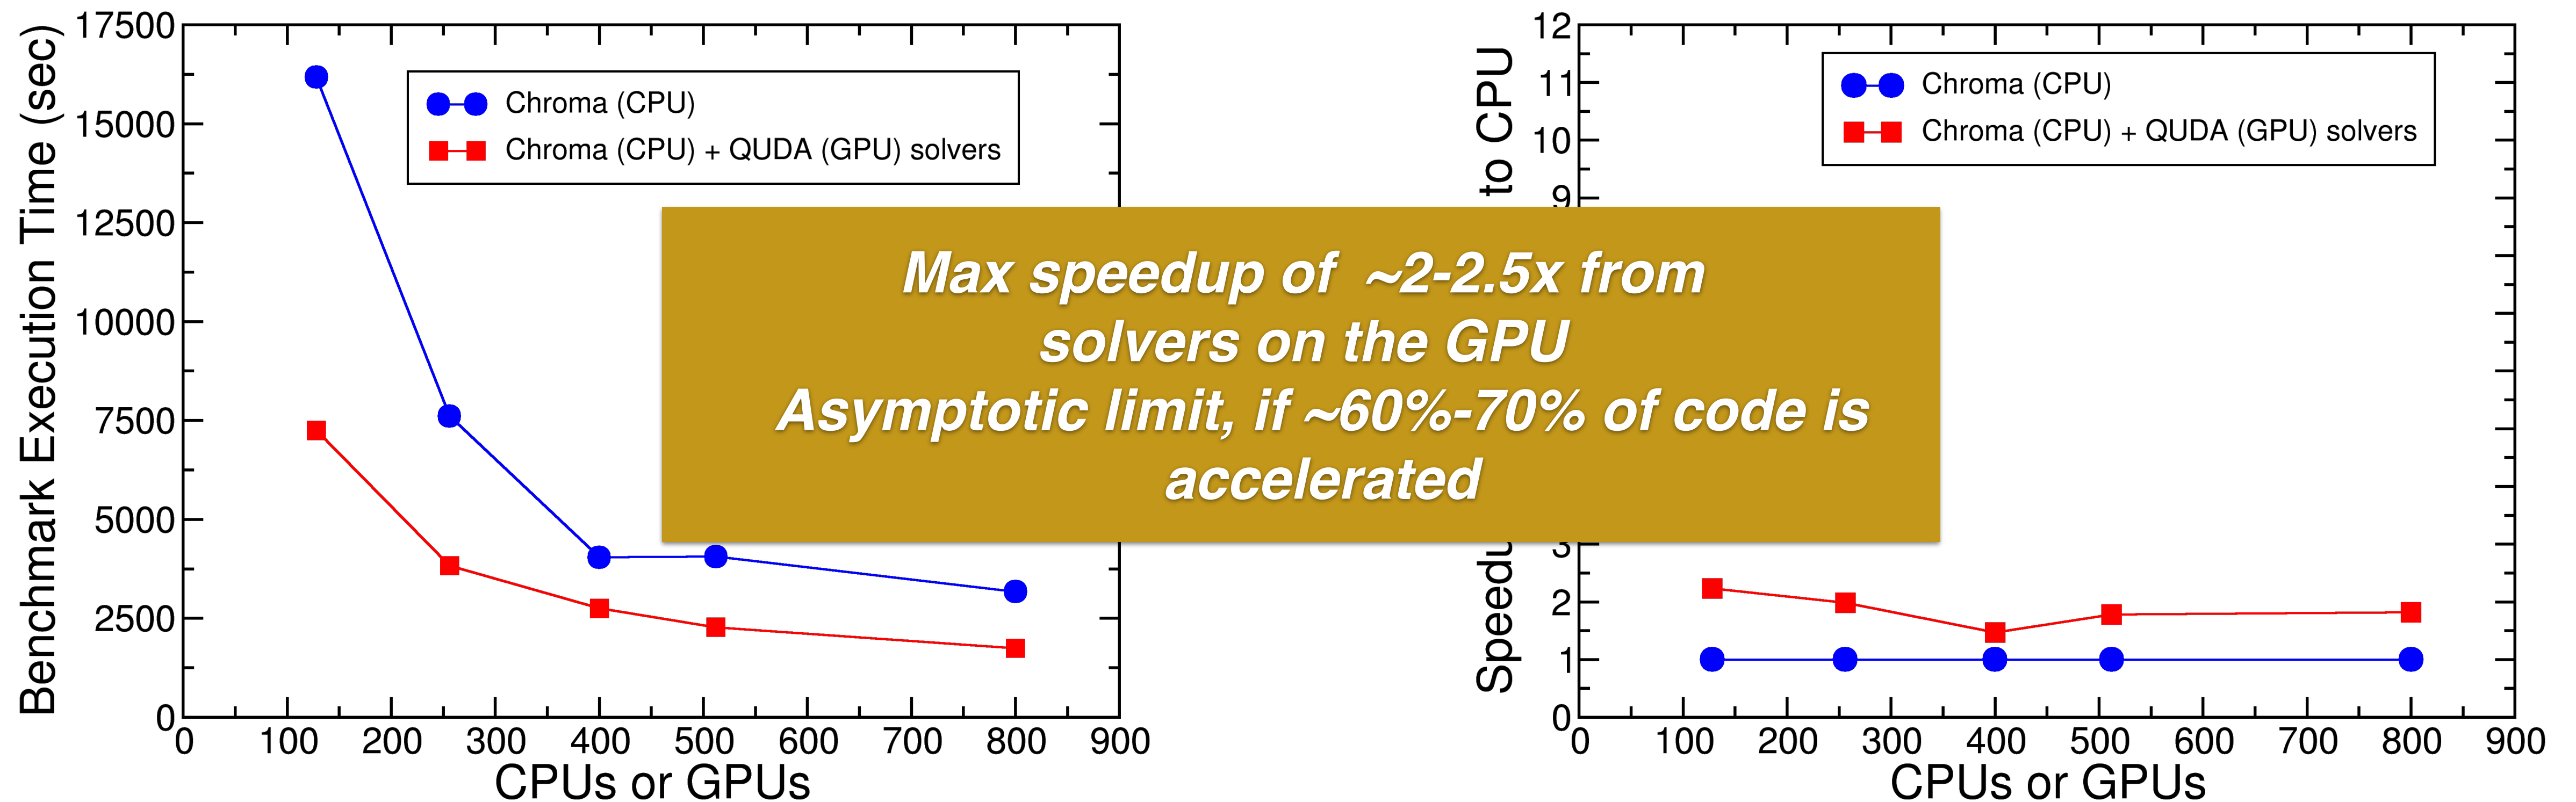 17500
15000
12500
10000
7500
5000
2500
0
Benchmark Execution Time (sec)
Chroma (CPU)
Chroma (CPU) + QUDA (GPU) solvers
0 100 200 300 400 500 600 700 800 900
CPUs or GPUs
Max speedup of ~2-2.5x from
solvers on the GPU
Asymptotic limit, if ~60%-70% of code is
accelerated
12
11
10
9
3
2
1
0
to CPU
Chroma (CPU)
Chroma (CPU) + QUDA (GPU) solvers
0 100 200 300 400 500 600 700 800 900
CPUs or GPUs